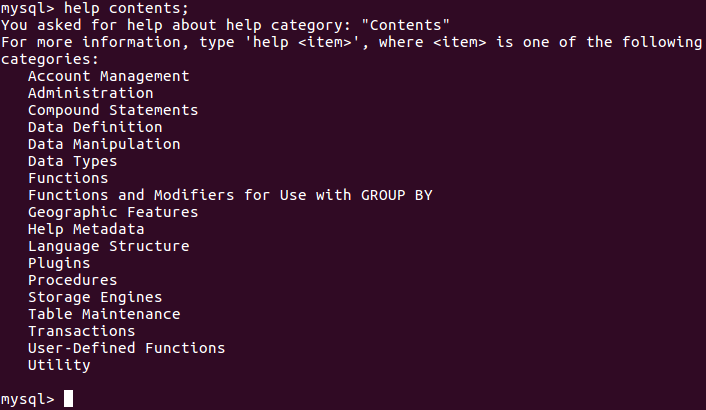 mysql> help contents;
You asked for help about help category: "Contents"
For more information, type 'help <item>', where <item> is one of the following
categories:
   Account Management
   Administration
   Compound Statements
   Data Definition
   Data Manipulation
   Data Types
   Functions
   Functions and Modifiers for Use with GROUP BY
   Geographic Features
   Help Metadata
   Language Structure
   Plugins
   Procedures
   Storage Engines
   Table Maintenance
   Transactions
   User-Defined Functions
   Utility
mysql>